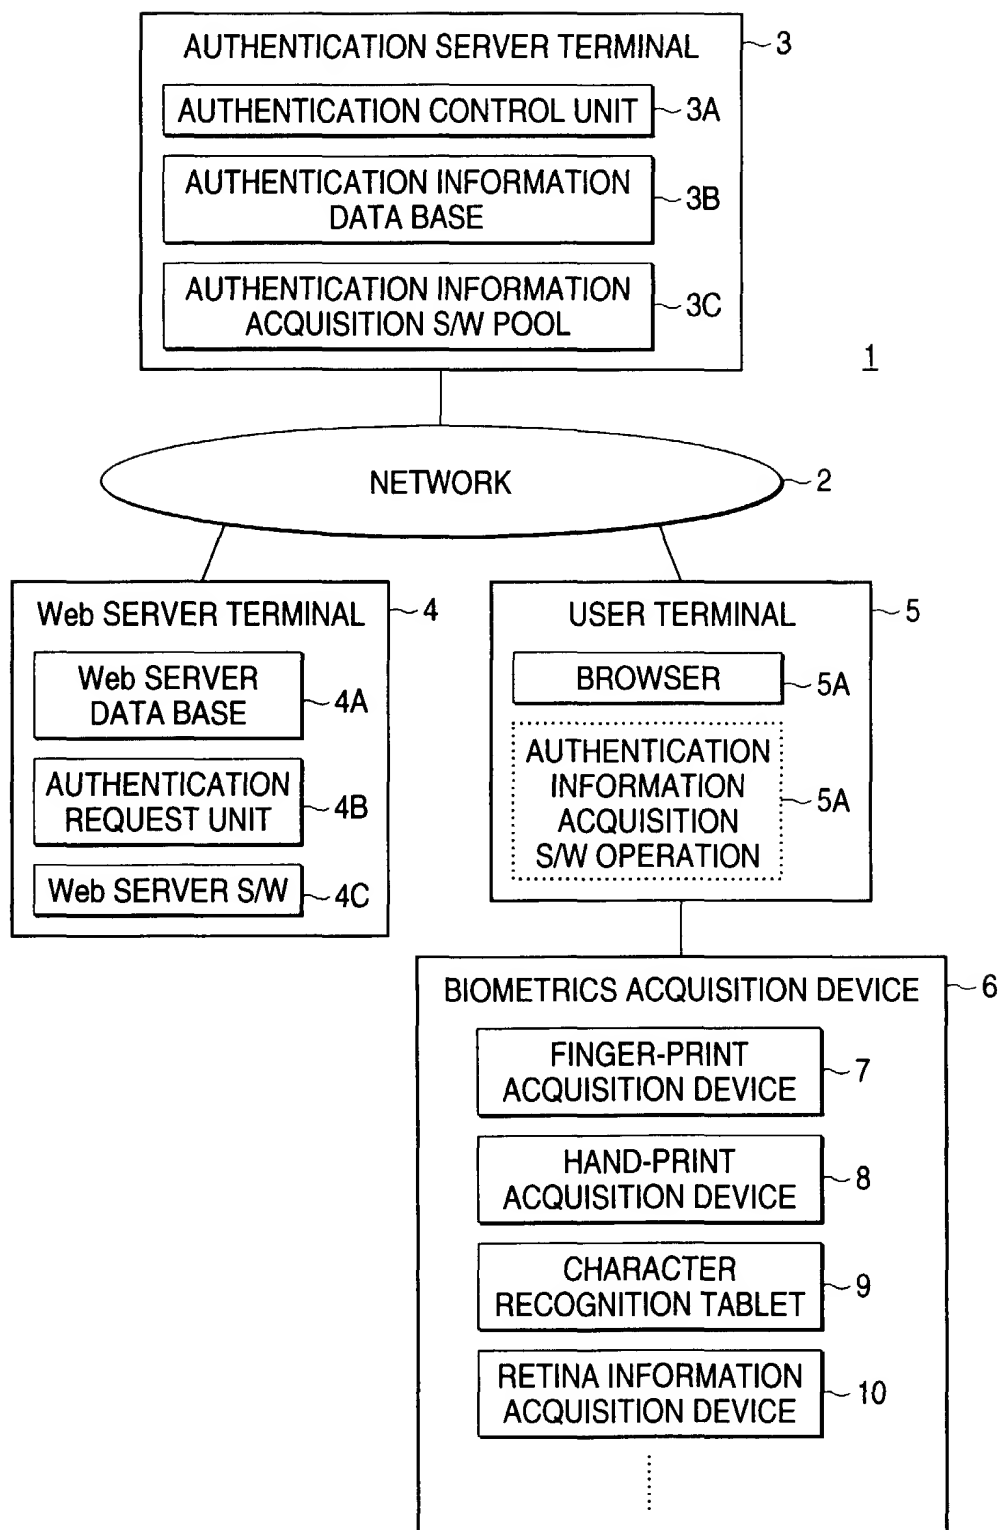 AUTHENTICATION SERVER TERMINAL
3
AUTHENTICATION CONTROL UNIT
3A
AUTHENTICATION INFORMATION
DATA BASE
3B
AUTHENTICATION INFORMATION
ACQUISITION S/W POOL
3C
1
NETWORK
2
Web SERVER TERMINAL
4
Web SERVER
DATA BASE
4A
AUTHENTICATION
REQUEST UNIT
4B
Web SERVER S/W
4C
USER TERMINAL
5
BROWSER
5A
AUTHENTICATION
INFORMATION
ACQUISITION
S/W OPERATION
5A
BIOMETRICS ACQUISITION DEVICE
6
FINGER-PRINT
ACQUISITION DEVICE
7
HAND-PRINT
ACQUISITION DEVICE
8
CHARACTER
RECOGNITION TABLET
9
RETINA INFORMATION
ACQUISITION DEVICE
10